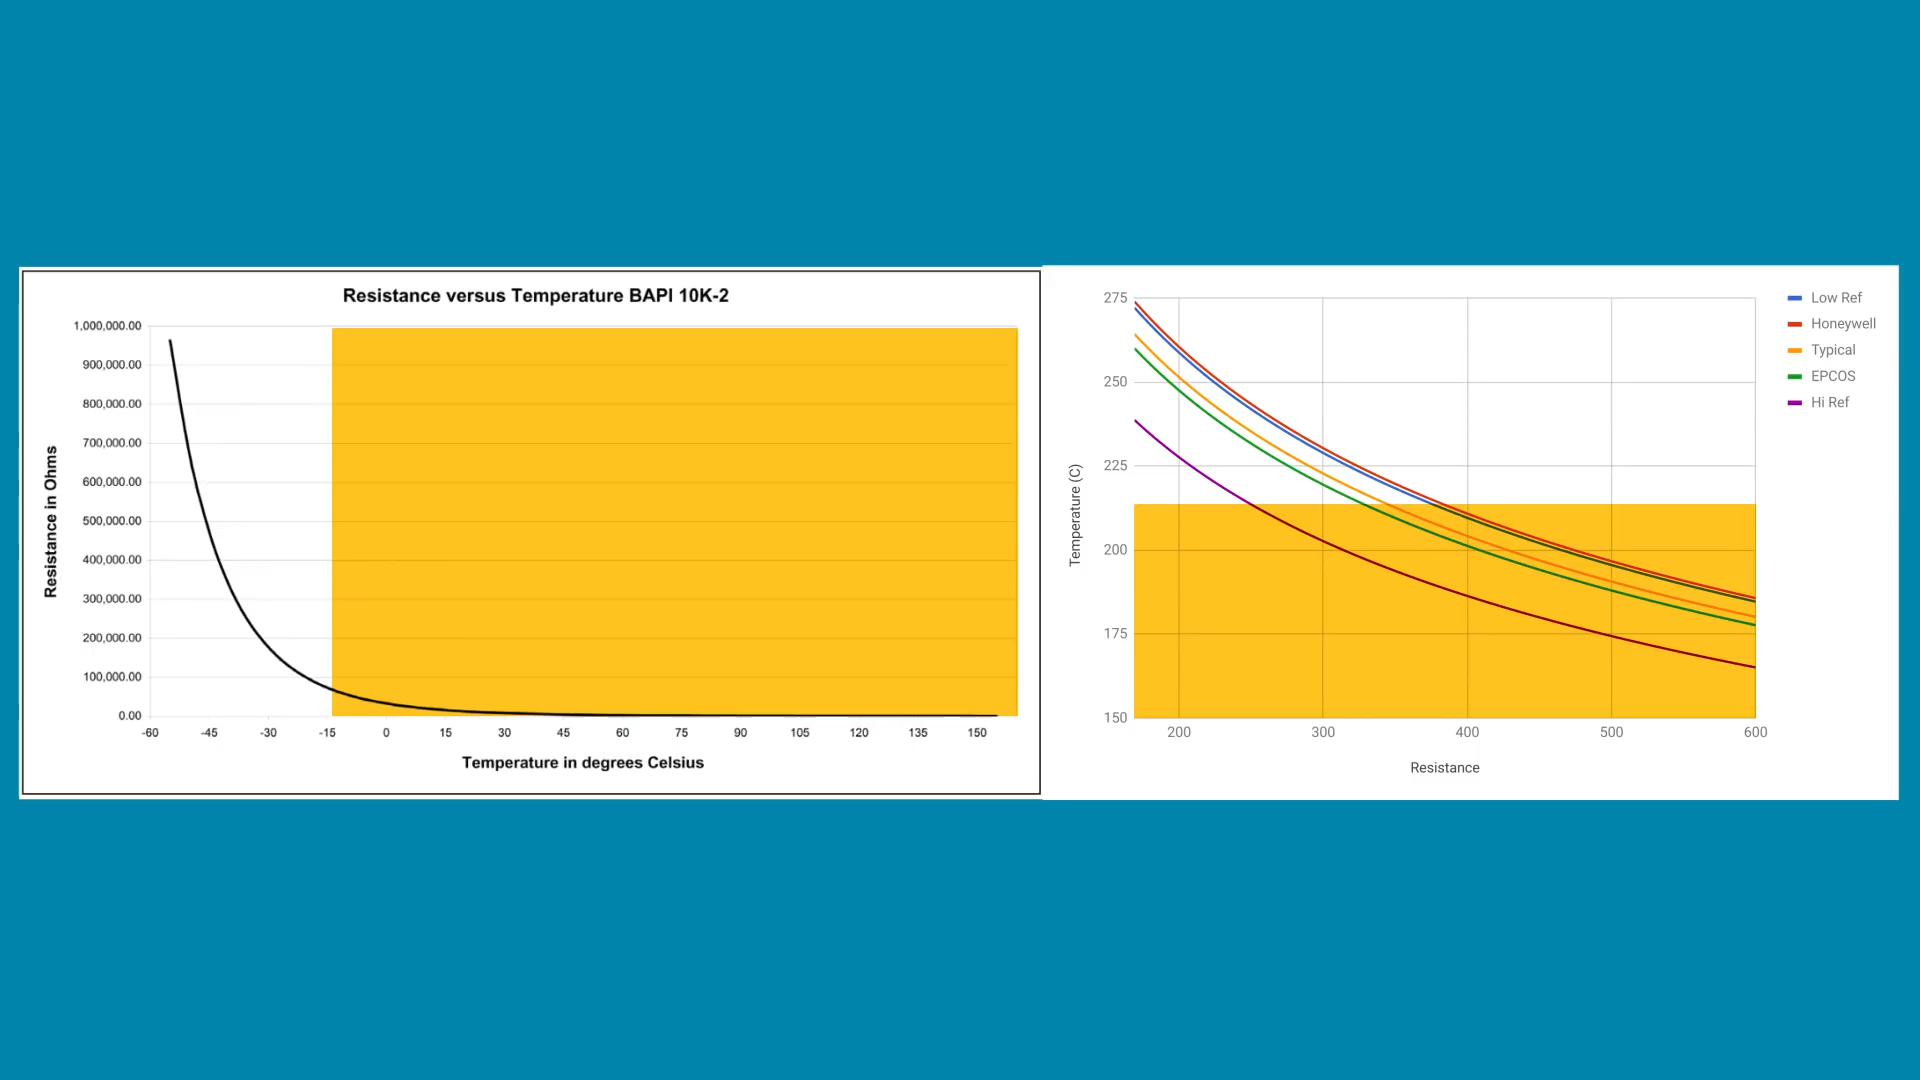 Resistance versus Temperature BAPI 10K-2
1,000,000.00
900,000.00
800,000.00
700,000.00
600,000.00
500,000.00
400,000.00
300,000.00
200,000.00
100,000.00
0.00
Resistance in Ohms
-60 -45 -30 -15 0 15 30 45 60 75 90 105 120 135 150
Temperature in degrees Celsius
275
250
225
200
175
150
Temperature (C)
200 300 400 500 600
Resistance
Low Ref
Honeywell
Typical
EPCOS
Hi Ref